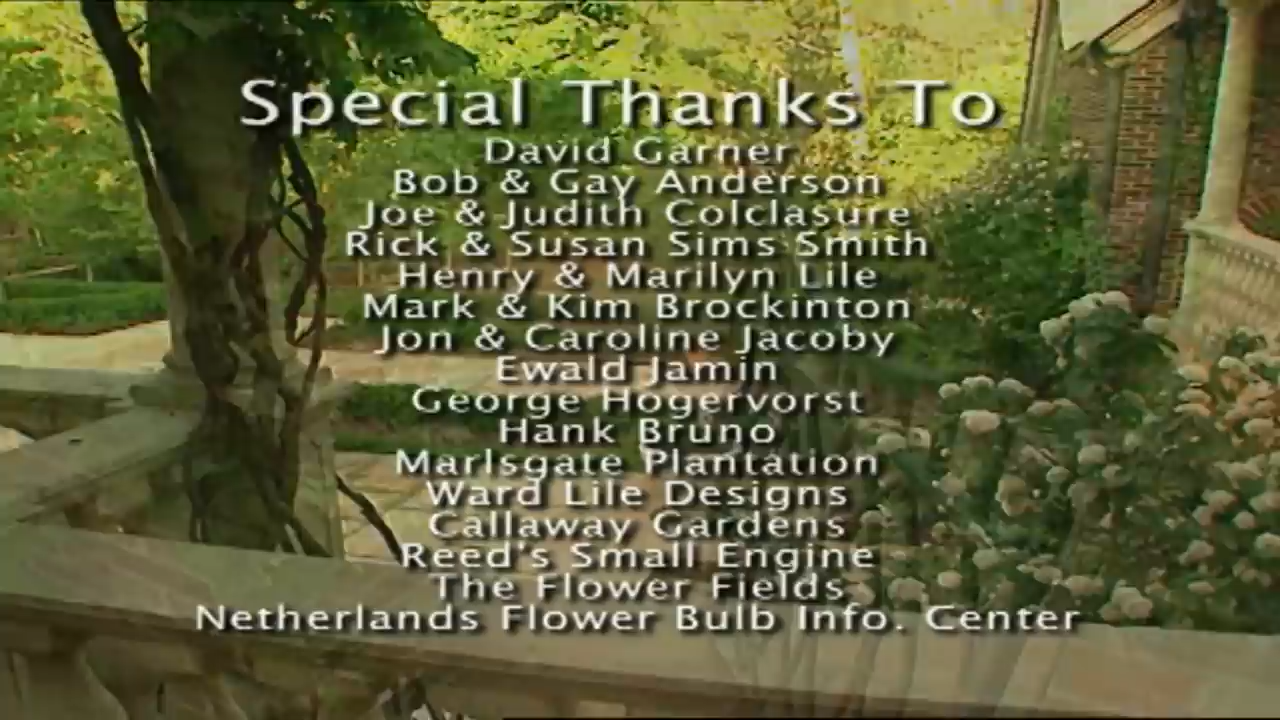 Special Thanks To
David Garner
Bob & Gay Anderson
Joe & Judith Colclasure
Rick & Susan Sims Smith
Henry & Marilyn Lile
Mark & Kim Brockinton
Jon & Caroline Jacoby
Ewald Jamin
George Hogervorst
Hank Bruno
Marlsgate Plantation
Ward Lile Designs
Callaway Gardens
Reed's Small Engine
The Flower Fields
Netherlands Flower Bulb Info. Center